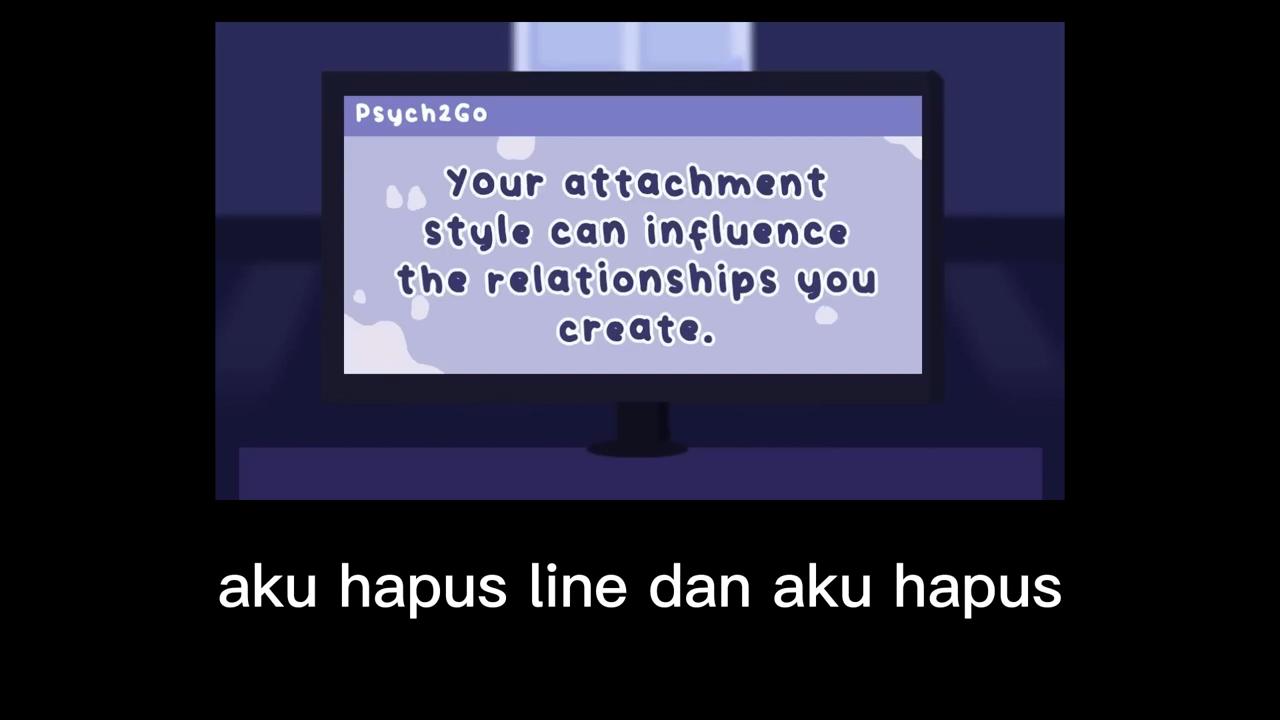 Psych2Go
Your attachment
style can influence
the relationships you
create.
aku hapus line dan aku hapus